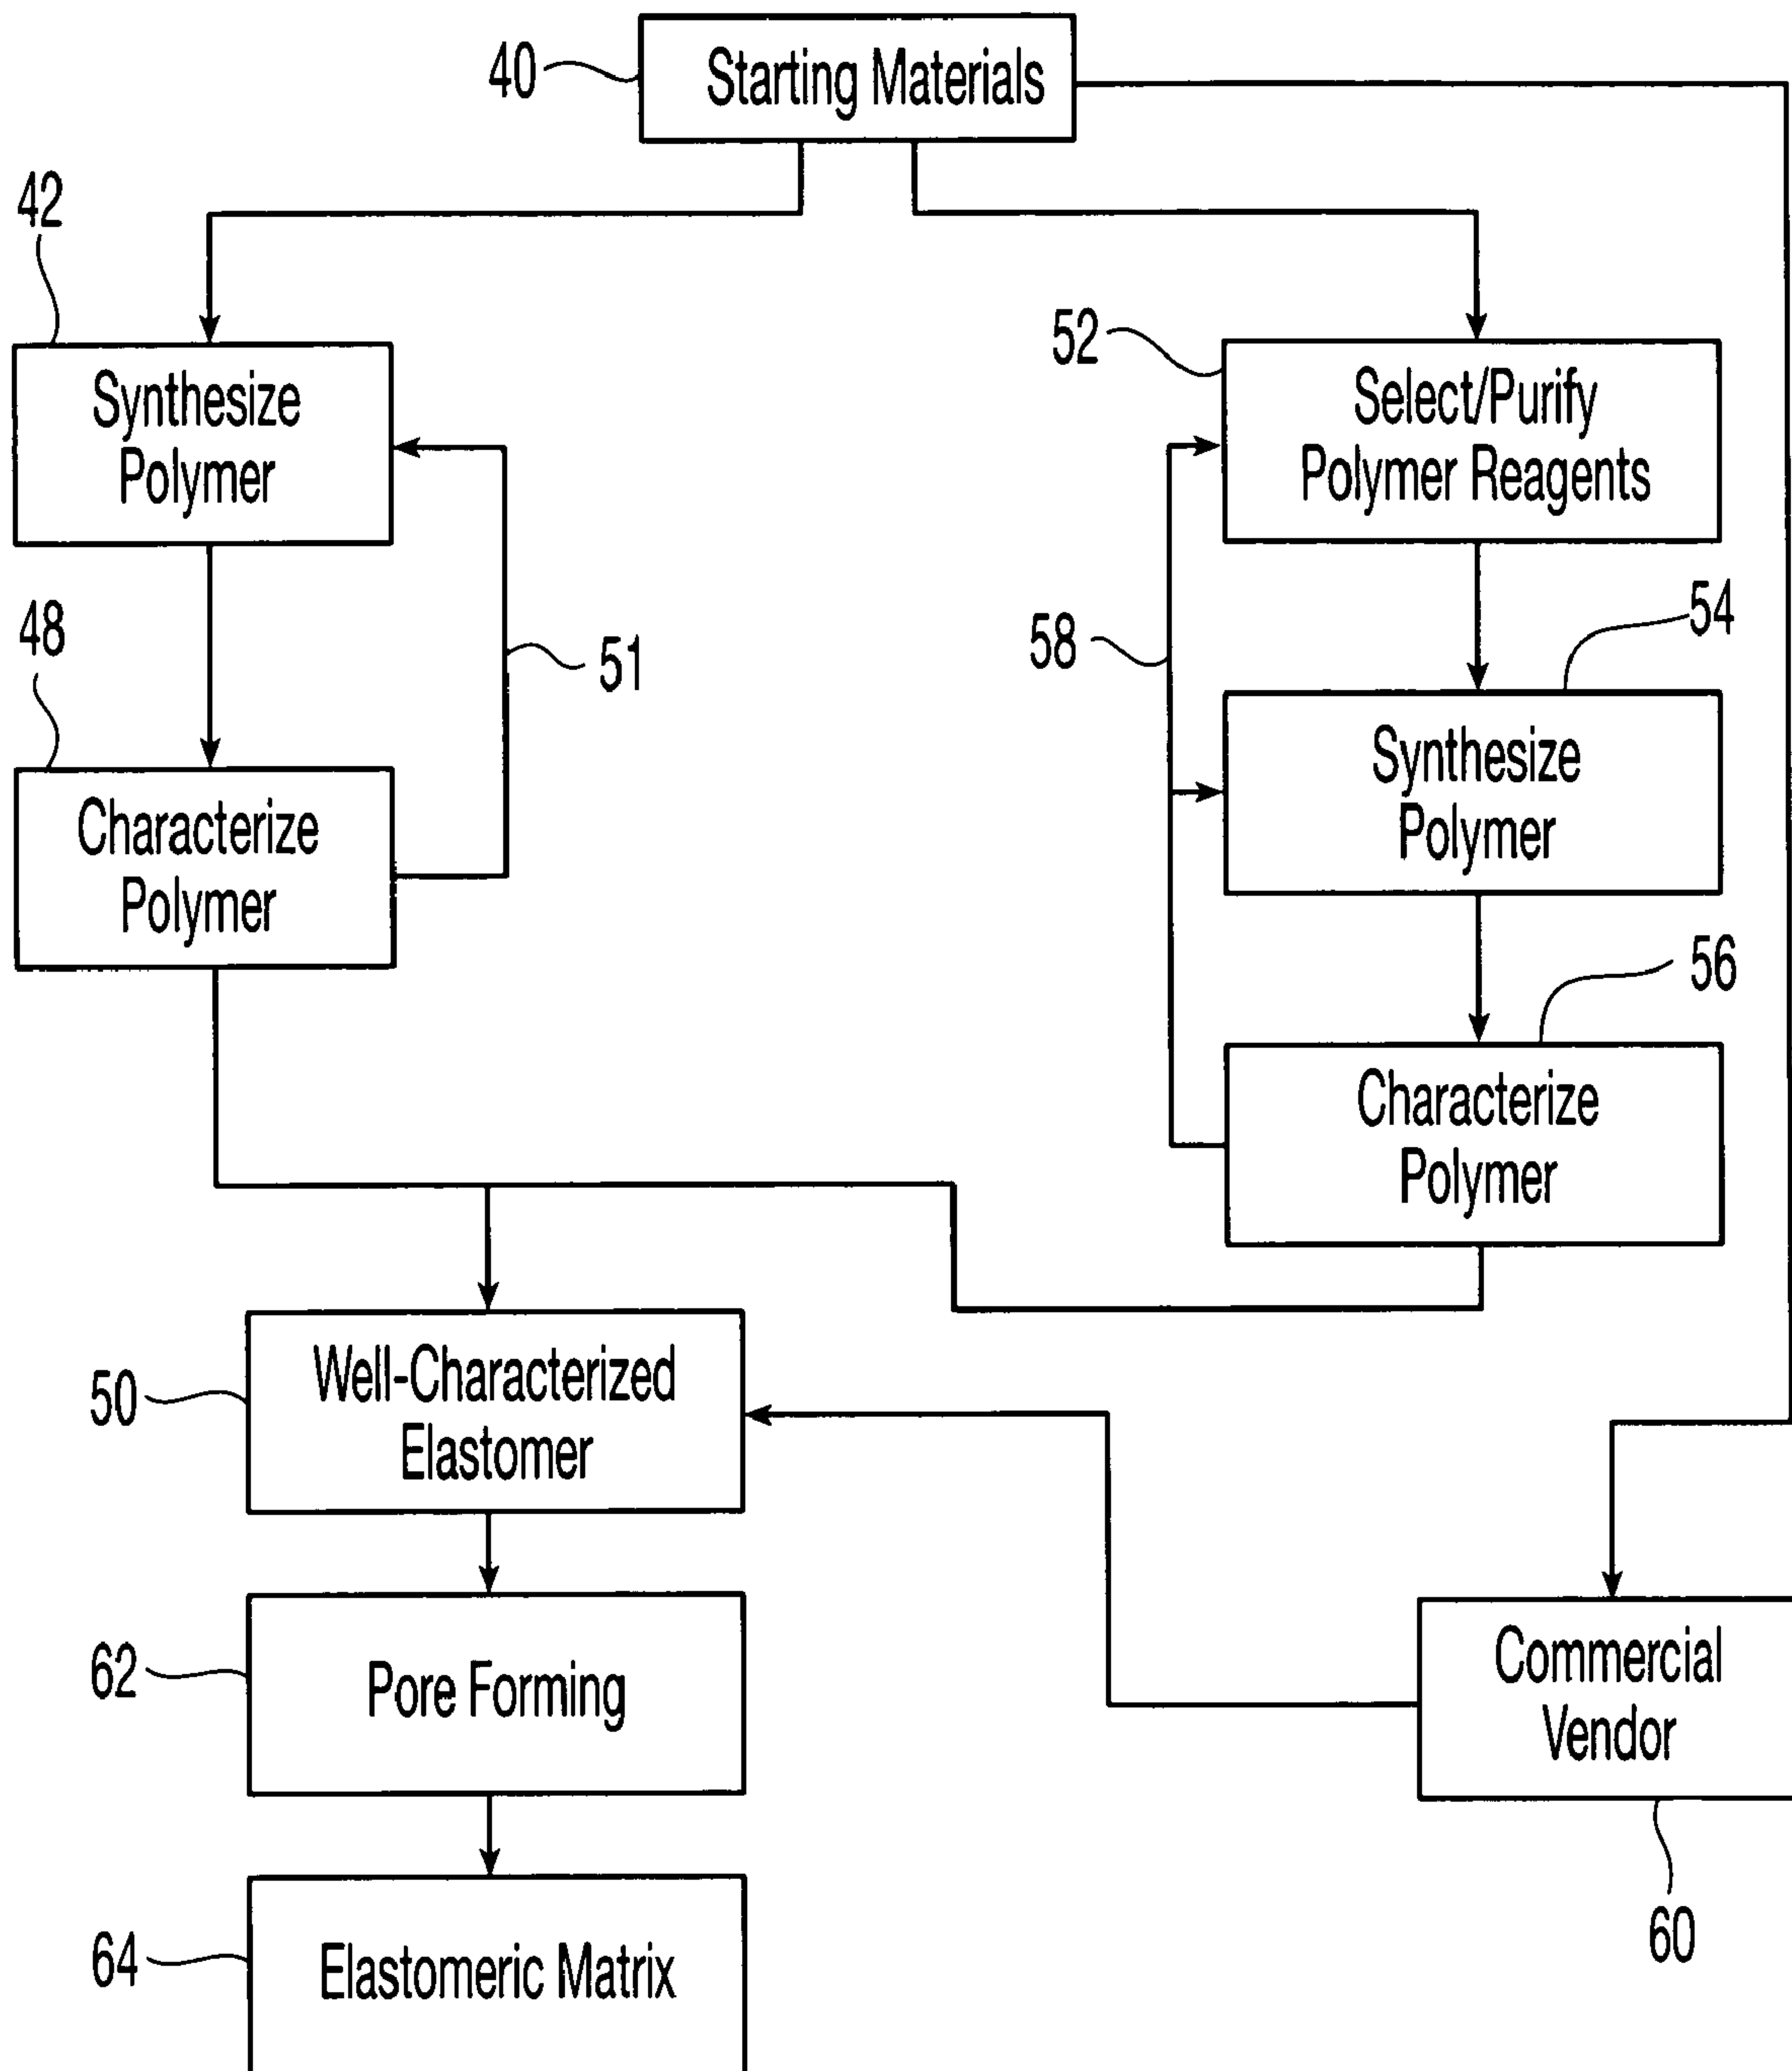 40
Starting Materials
42
Synthesize
Polymer
52
Select/Purify
Polymer Reagents
48
Characterize
Polymer
51
58
54
Synthesize
Polymer
56
Characterize
Polymer
50
Well-Characterized
Elastomer
62
Pore Forming
Commercial
Vendor
60
64
Elastomeric Matrix